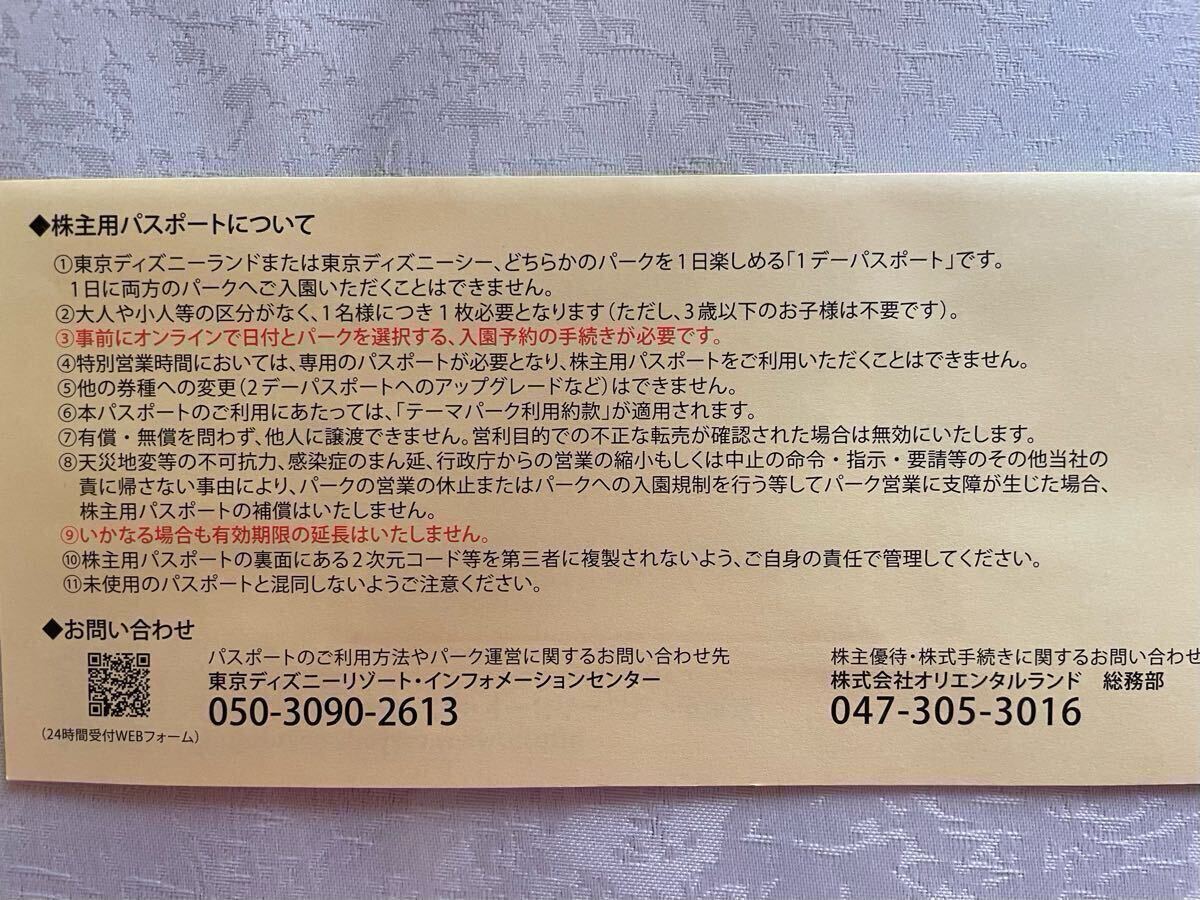 ◆株主用パスポートについて
①東京ディズニーランドまたは東京ディズニーシー、どちらかのパークを1日楽しめる「1デーパスポート」です。
1日に両方のパークへご入園いただくことはできません。
②大人や小人等の区分がなく、1名様につき1枚必要となります(ただし、3歳以下のお子様は不要です)。
③事前にオンラインで日付とパークを選択する、入園予約の手続きが必要です。
④特別営業時間においては、専用のパスポートが必要となり、株主用パスポートをご利用いただくことはできません。
⑤他の券種への変更(2デーパスポートへのアップグレードなど)はできません。
⑥本パスポートのご利用にあたっては、「テーマパーク利用約款」が適用されます。
⑦有償・無償を問わず、他人に譲渡できません。営利目的での不正な転売が確認された場合は無効にいたします。
⑧天災地変等の不可抗力、感染症のまん延、行政庁からの営業の縮小もしくは中止の命令・指示・要請等のその他当社の
責に帰さない事由により、パークの営業の休止またはパークへの入園規制を行う等してパーク営業に支障が生じた場合、
株主用パスポートの補償はいたしません。
⑨いかなる場合も有効期限の延長はいたしません。
⑩株主用パスポートの裏面にある2次元コード等を第三者に複製されないよう、ご自身の責任で管理してください。
⑪未使用のパスポートと混同しないようご注意ください。
◆お問い合わせ
(24時間受付WEBフォーム)
パスポートのご利用方法やパーク運営に関するお問い合わせ先
東京ディズニーリゾート・インフォメーションセンター
050-3090-2613
株主優待・株式手続きに関するお問い合わせ
株式会社オリエンタルランド 総務部
047-305-3016